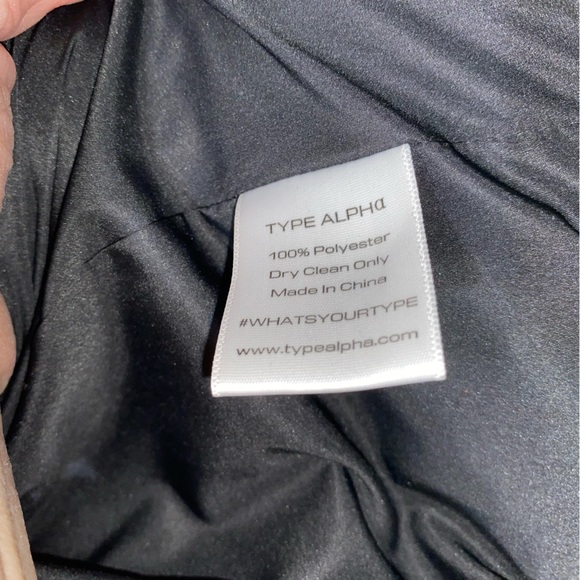 TYPE ALPHα
100% Polyester
Dry Clean Only
Made In China
#WHATSYOURTYPE
www.typealpha.com